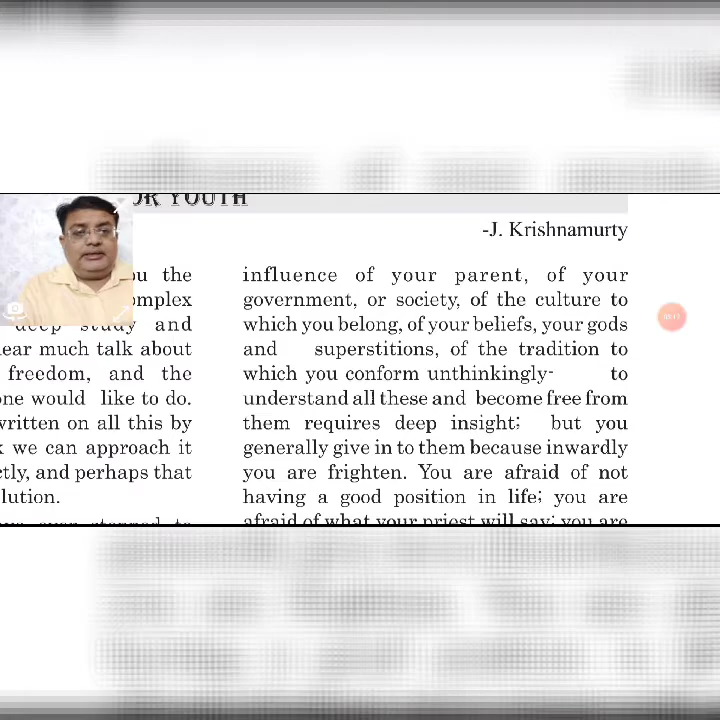 OR YOUTH
-J. Krishnamurty
the
omplex
deep study and
ear much talk about
freedom, and the
one would like to do.
written on all this by
we can approach it
ctly, and perhaps that
lution.
influence of your parent, of your
government, or society, of the culture to
which you belong, of your beliefs, your gods
and superstitions, of the tradition to
which you conform unthinkingly- to
understand all these and become free from
them requires deep insight; but you
generally give in to them because inwardly
you are frighten. You are afraid of not
having a good position in life; you are
afraid of what your priest will say; you are